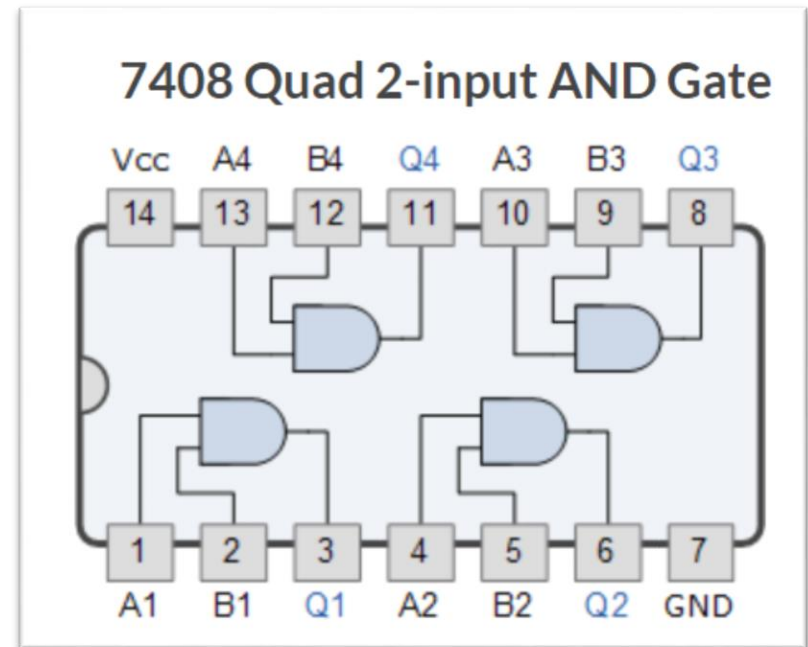 7408 Quad 2-input AND Gate
Vcc A4 B4 Q4 A3 B3 Q3
14 13 12 11 10 9 8
1 2 3 4 5 6 7
A1 B1 Q1 A2 B2 Q2 GND